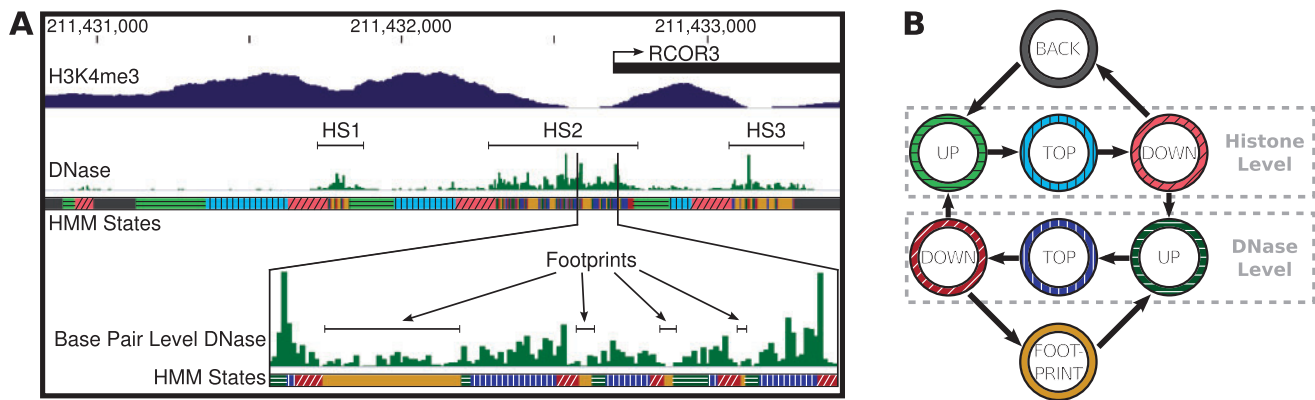 A
211,431,000 211,432,000 211,433,000
RCOR3
H3K4me3
HS1 HS2 HS3
DNase
HMM States
Footprints
Base Pair Level DNase
HMM States
B
BACK
UP TOP DOWN Histone Level
DOWN TOP UP DNase Level
FOOT-
PRINT